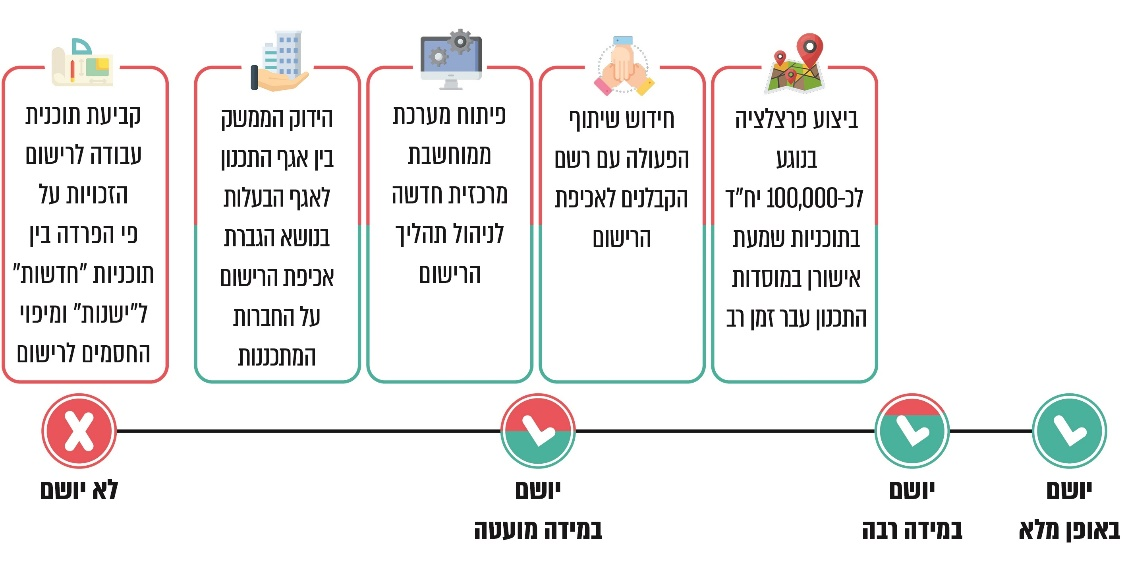 ביצוע פרצלציה
בנוגע
לכ-100,000 יח"ד
בתוכניות שמעת
אישורן במוסדות
התכנון עבר זמן רב
חידוש שיתוף
הפעולה עם רשם
הקבלנים לאכיפת
הרישום
פיתוח מערכת
ממוחשבת
מרכזית חדשה
לניהול תהליך
הרישום
הידוק הממשק
בין אגף התכנון
לאגף הבעלות
בנושא הגברת
אכיפת הרישום
על החברות
המתכננות
קביעת תוכנית
עבודה לרישום
הזכויות על
פי הפרדה בין
תוכניות "חדשות"
ל"ישנות" ומיפוי
החסמים לרישום
יושם
באופן מלא
יושם
במידה רבה
יושם
במידה מועטה
לא יושם